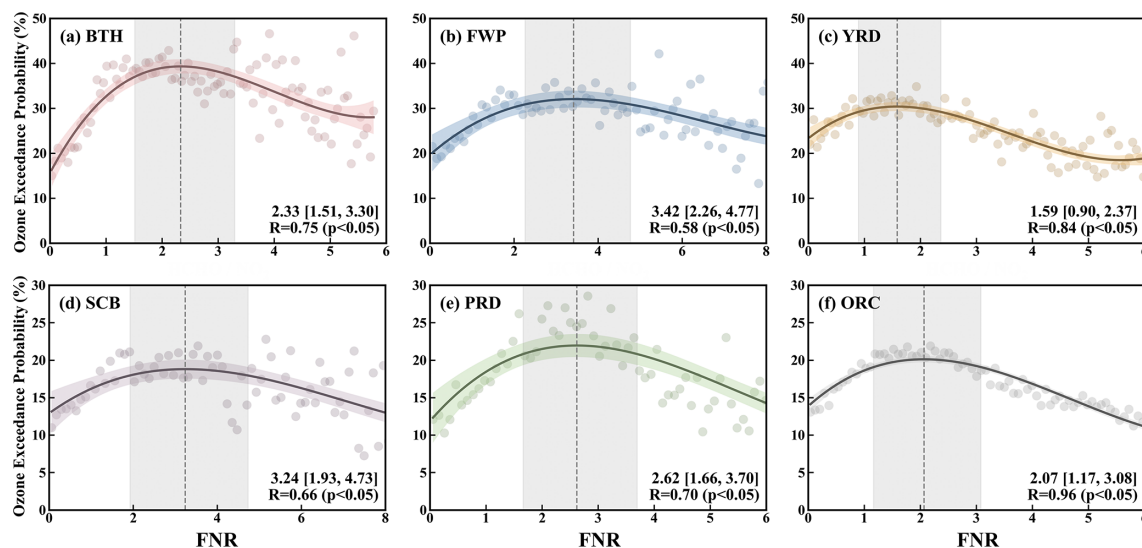 Ozone Exceedance Probability (%)
50
40
30
20
10
0
(a) BTH
2.33 [1.51, 3.30]
R=0.75 (p<0.05)
0 1 2 3 4 5 6
50
40
30
20
10
0
(b) FWP
3.42 [2.26, 4.77]
R=0.58 (p<0.05)
0 2 4 6 8
50
40
30
20
10
0
(c) YRD
1.59 [0.90, 2.37]
R=0.84 (p<0.05)
0 1 2 3 4 5 6
Ozone Exceedance Probability (%)
30
25
20
15
10
5
0
(d) SCB
3.24 [1.93, 4.73]
R=0.66 (p<0.05)
0 2 4 6 8
FNR
30
25
20
15
10
5
0
(e) PRD
2.62 [1.66, 3.70]
R=0.70 (p<0.05)
0 1 2 3 4 5 6
FNR
30
25
20
15
10
5
0
(f) ORC
2.07 [1.17, 3.08]
R=0.96 (p<0.05)
0 1 2 3 4 5 6
FNR